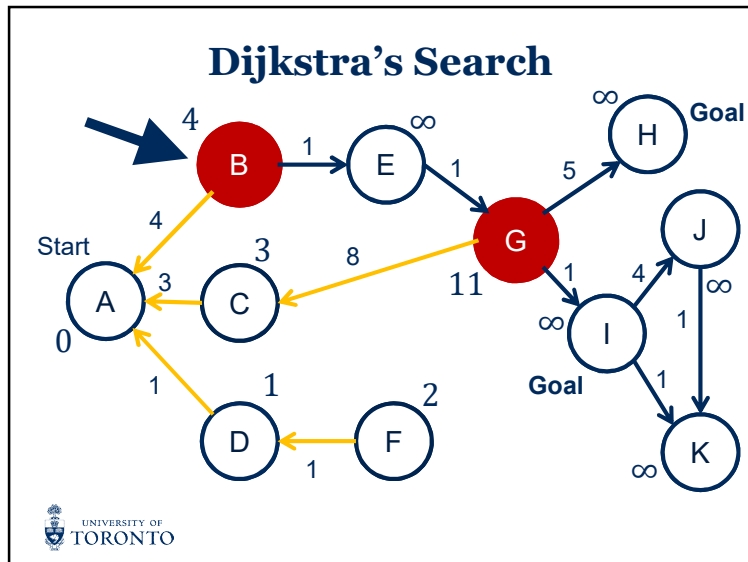 Dijkstra's Search
4
B
1
E
∞
1
∞
H
Goal
5
G
J
4
Start
A
0
3
C
3
8
11
1
∞
I
Goal
4
∞
1
1
D
1
F
2
1
1
∞
K
UNIVERSITY OF
TORONTO